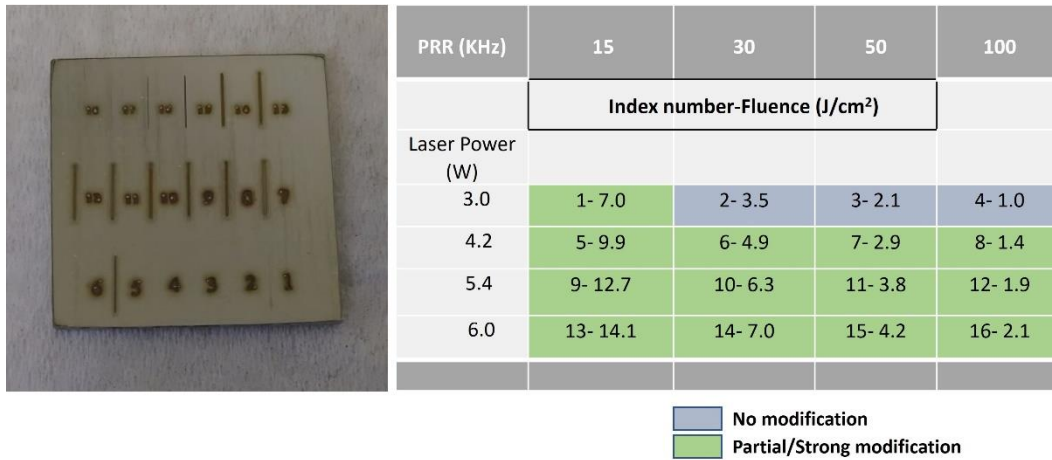 9 8 7
6 5 4 3 2 1
PRR (KHz) 15 30 50 100
Index number-Fluence (J/cm²)
Laser Power
(W)
3.0 1- 7.0 2- 3.5 3- 2.1 4- 1.0
4.2 5- 9.9 6- 4.9 7- 2.9 8- 1.4
5.4 9- 12.7 10- 6.3 11- 3.8 12- 1.9
6.0 13- 14.1 14- 7.0 15- 4.2 16- 2.1
No modification
Partial/Strong modification